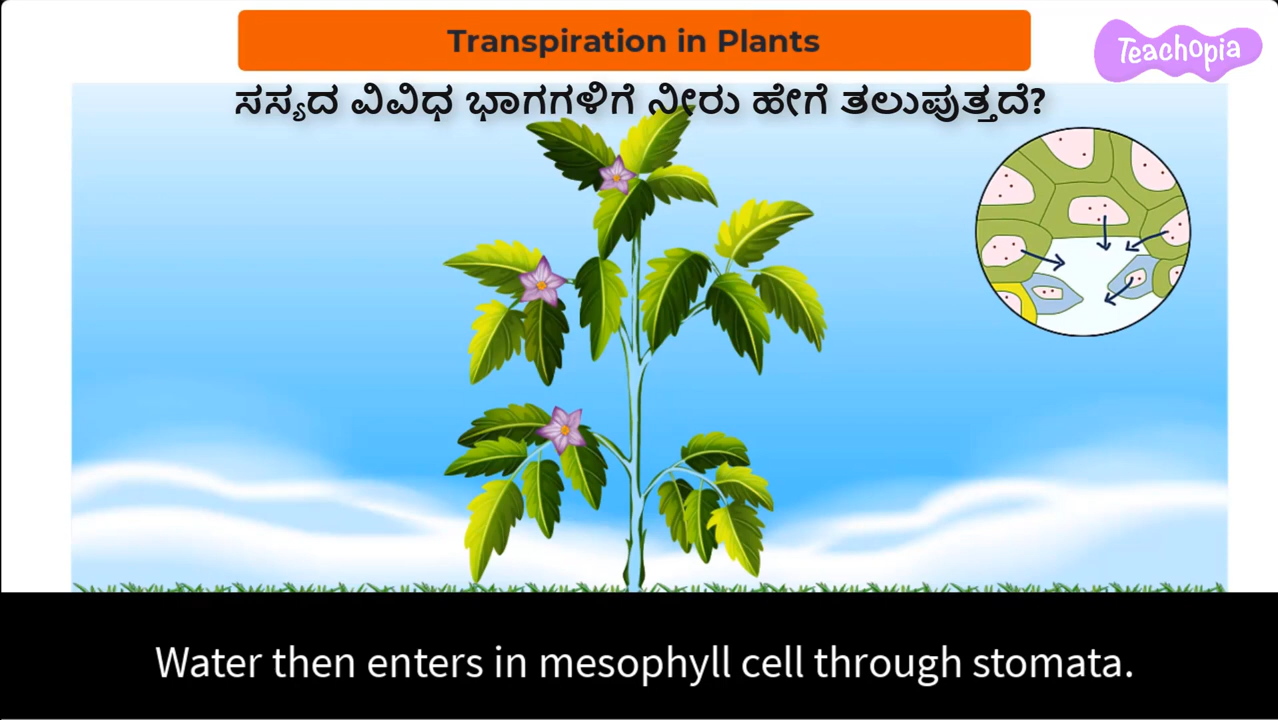 Transpiration in Plants
Teachopia
ಸಸ್ಯದ ವಿವಿಧ ಭಾಗಗಳಿಗೆ ನೀರು ಹೇಗೆ ತಲುಪುತ್ತದೆ?
Water then enters in mesophyll cell through stomata.